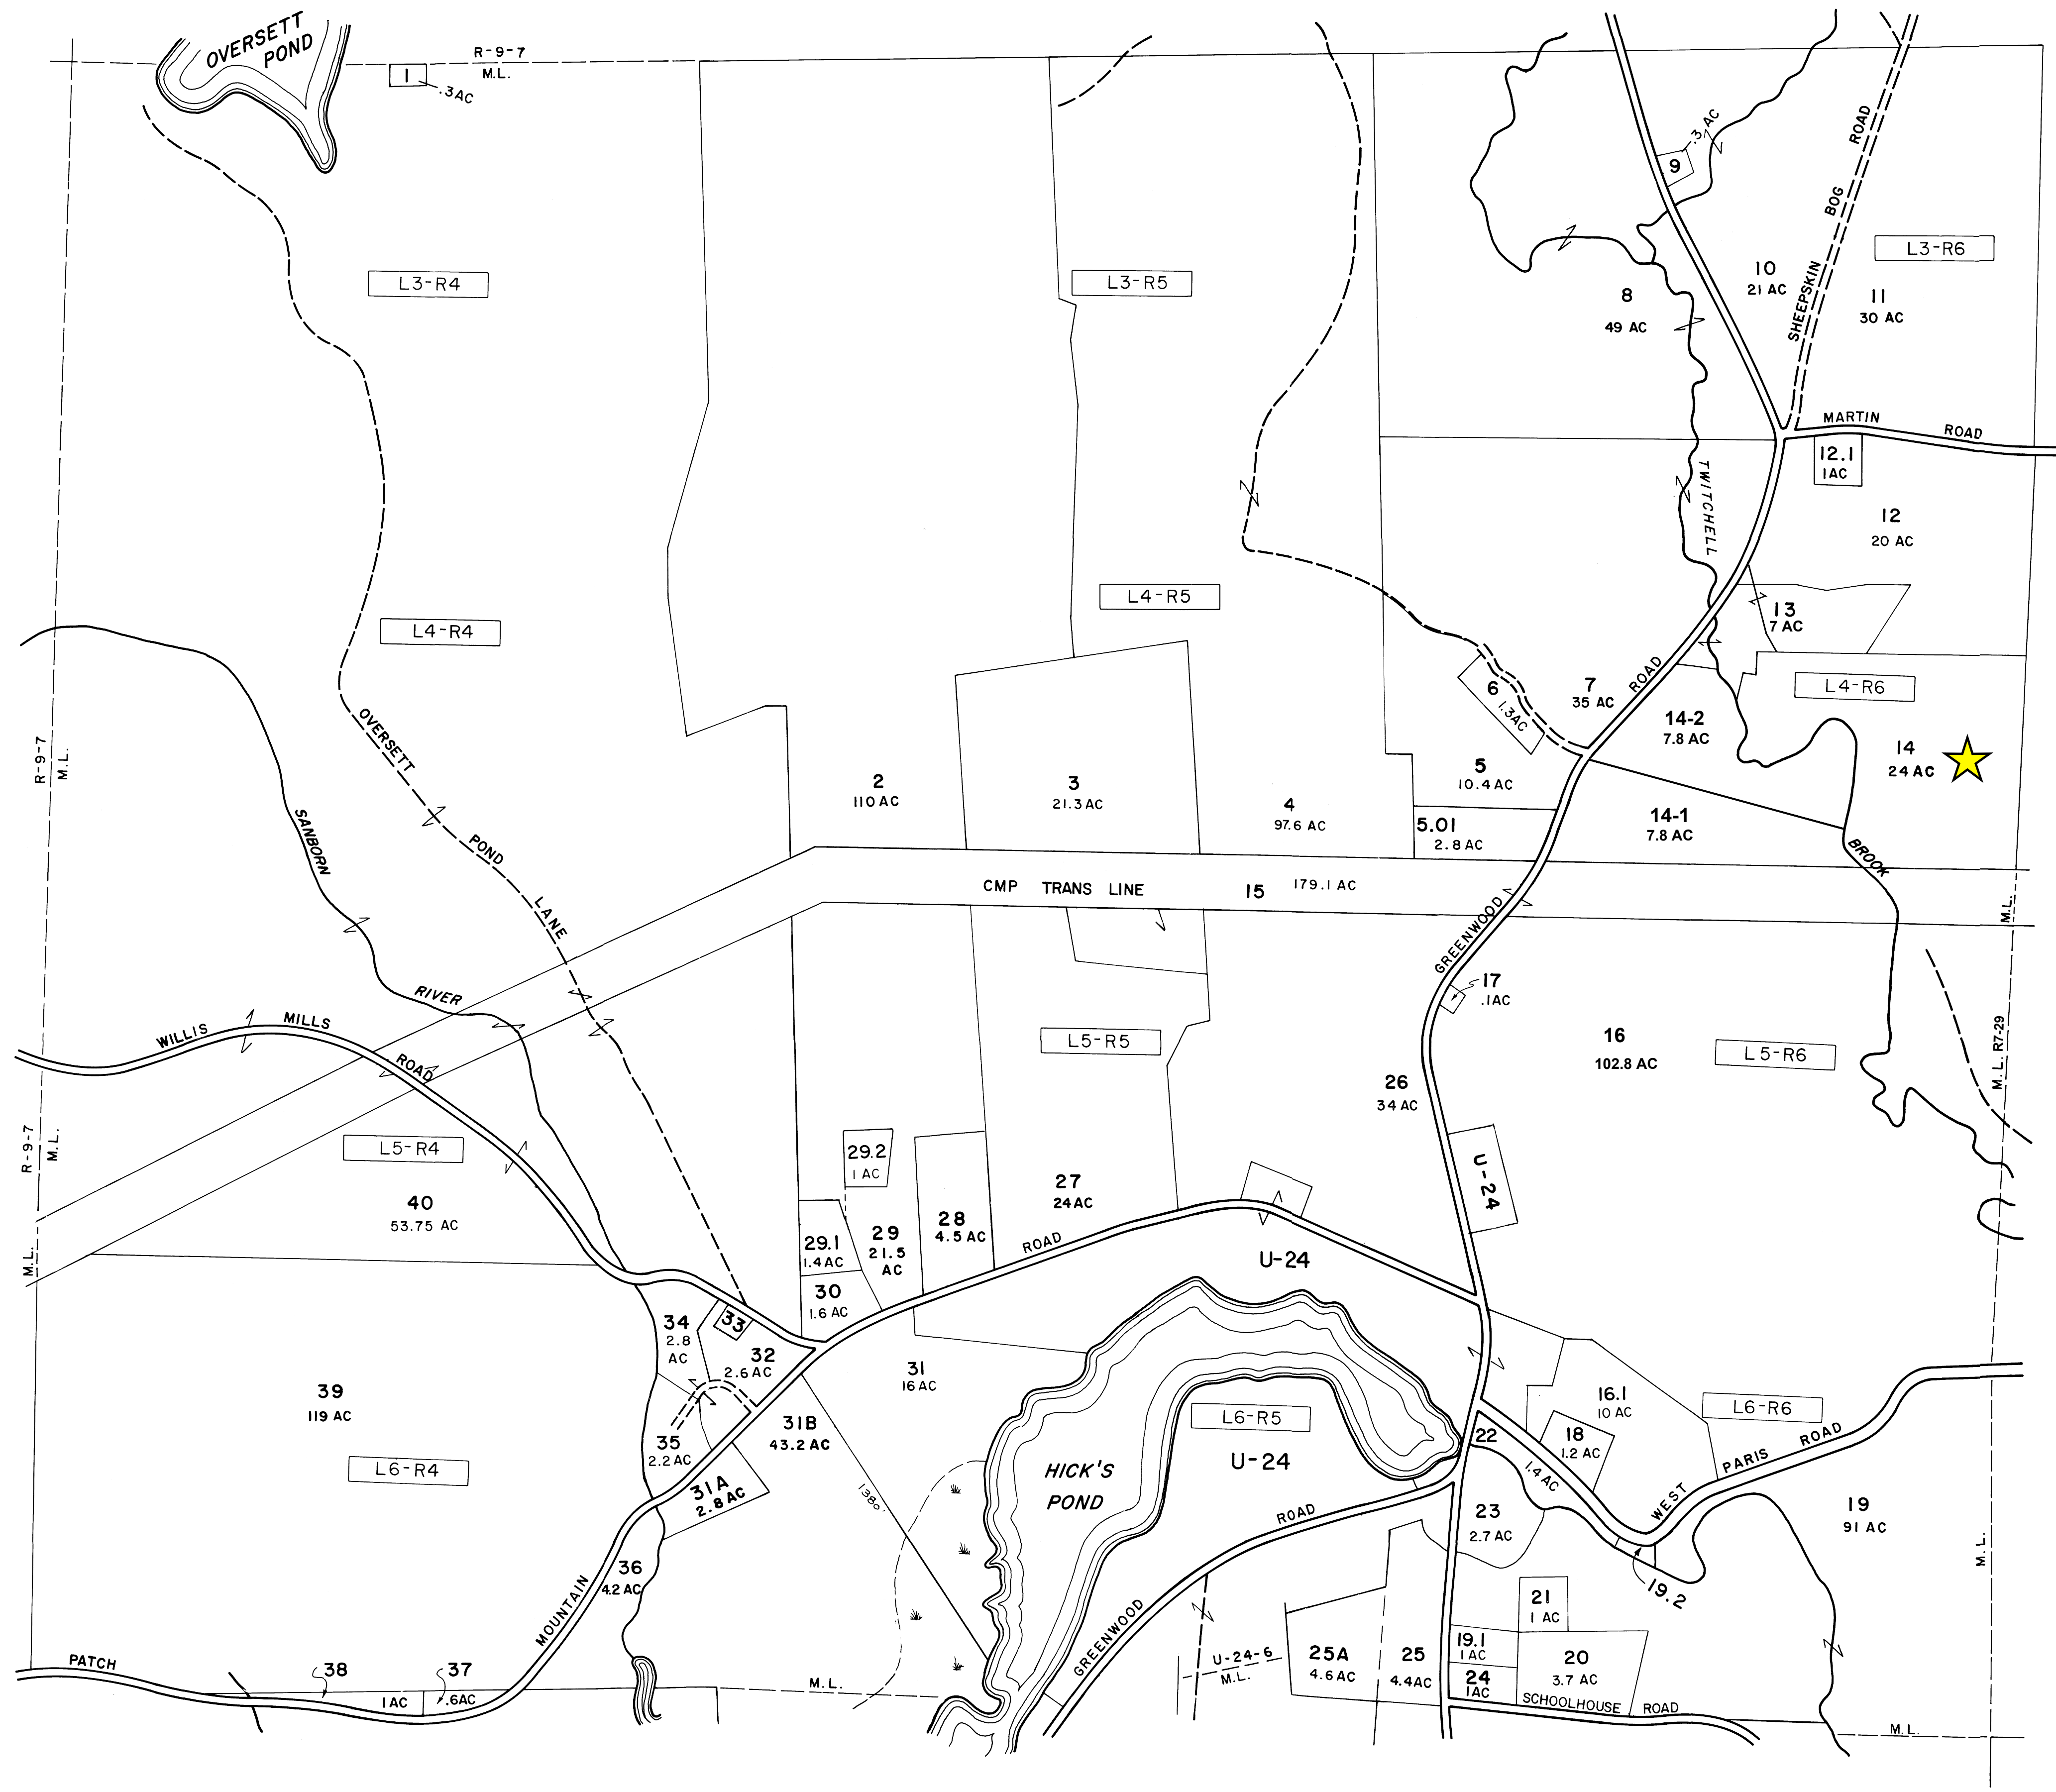 OVERSETT
POND
R-9-7
M.L.
1
.3AC
9
.3 AC
SHEEPSKIN BOG ROAD
L3-R4
L3-R5
L3-R6
10
21 AC
8
49 AC
11
30 AC
MARTIN ROAD
12.1
1AC
TWITCHELL
12
20 AC
L4-R4
L4-R5
13
7 AC
L4-R6
6
1.3AC
7
35 AC
ROAD
14-2
7.8 AC
R-9-7
M.L.
OVERSETT
POND
LANE
SANBORN
RIVER
2
110 AC
3
21.3 AC
4
97.6 AC
5
10.4 AC
5.01
2.8 AC
14-1
7.8 AC
14
24 AC
BROOK
CMP TRANS LINE
15
179.1 AC
M.L.
GREENWOOD
17
.1AC
WILLIS MILLS ROAD
L5-R5
16
102.8 AC
L5-R6
M.L. R7-29
26
34 AC
R-9-7
M.L.
L5-R4
40
53.75 AC
M.L.
29.2
1 AC
27
24AC
U-24
29.1
1.4AC
29
21.5
AC
28
4.5 AC
ROAD
U-24
30
1.6 AC
34
2.8
AC
33
32
2.6 AC
31
16 AC
39
119 AC
L6-R4
31B
43.2 AC
35
2.2 AC
31A
2.8 AC
1380'
HICK'S
POND
L6-R5
U-24
22
1.4 AC
16.1
10 AC
18
1.2 AC
L6-R6
WEST PARIS ROAD
19
91 AC
23
2.7 AC
19.2
M.L.
36
4.2 AC
MOUNTAIN
PATCH
38
1AC
37
.6AC
M.L.
GREENWOOD
ROAD
U-24-6
M.L.
25A
4.6 AC
25
4.4AC
21
1 AC
19.1
1AC
24
1AC
20
3.7 AC
SCHOOLHOUSE ROAD
M.L.